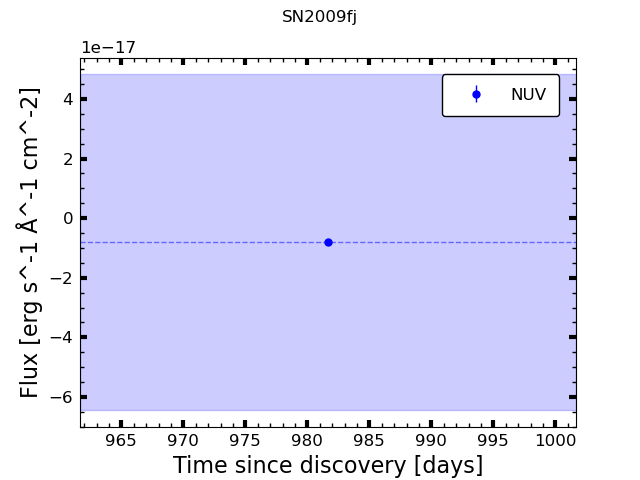 SN2009fj
1e−17
NUV
4
2
0
−2
−4
−6
Flux [erg s^-1 Å^-1 cm^-2]
965 970 975 980 985 990 995 1000
Time since discovery [days]